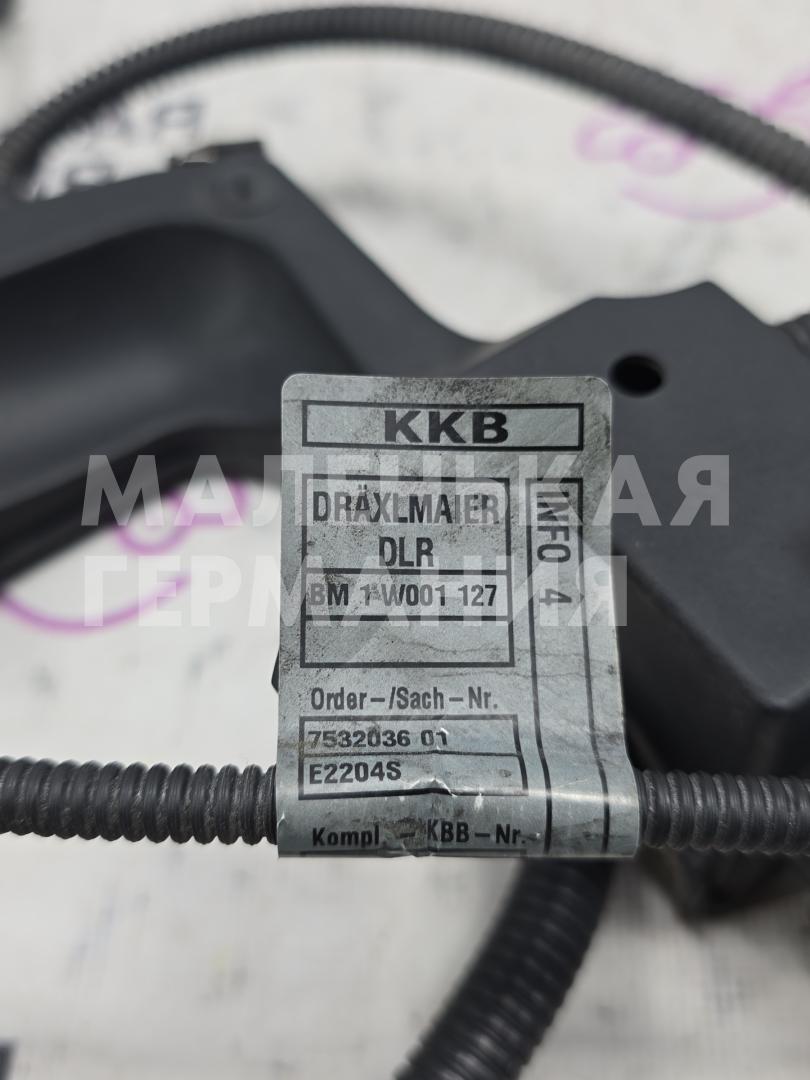 KKB
DRÄXLMAIER
DLR
BM 1 W001 127
INFO 4
Order-/Sach-Nr.
7532036 01
E2204S
Kompl.-KBB-Nr.
МАЛЕНЬКАЯ
ГЕРМАНИЯ